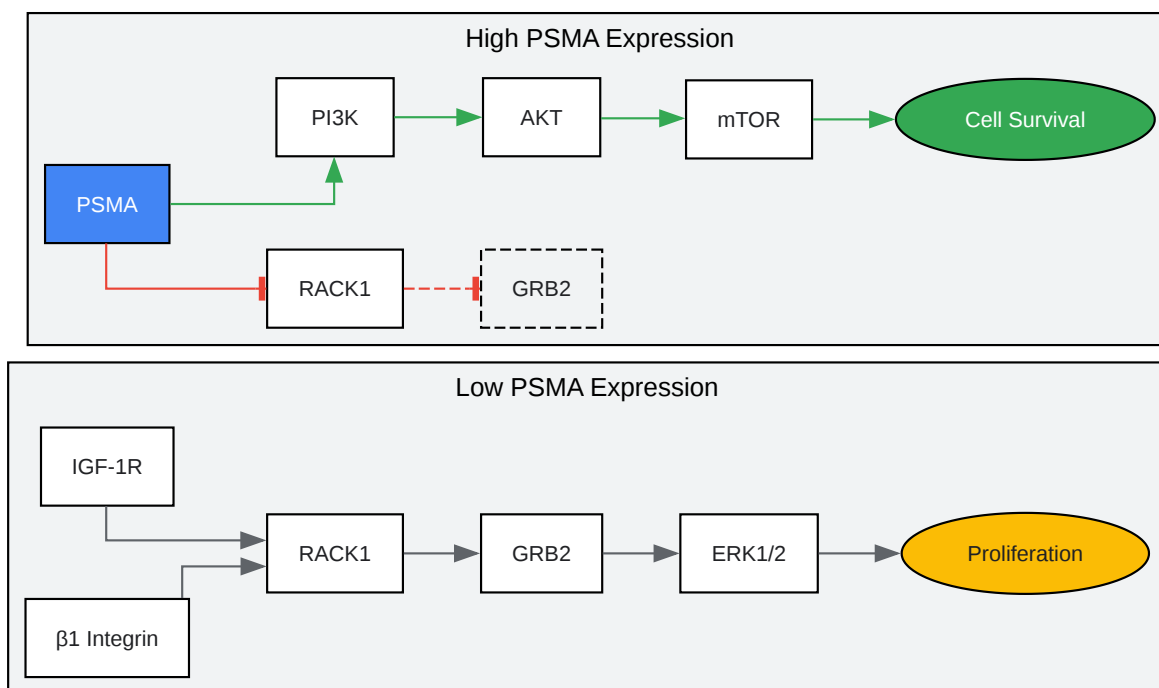 High PSMA Expression
PI3K
AKT
mTOR
Cell Survival
PSMA
RACK1
GRB2
Low PSMA Expression
IGF-1R
RACK1
GRB2
ERK1/2
Proliferation
β1 Integrin